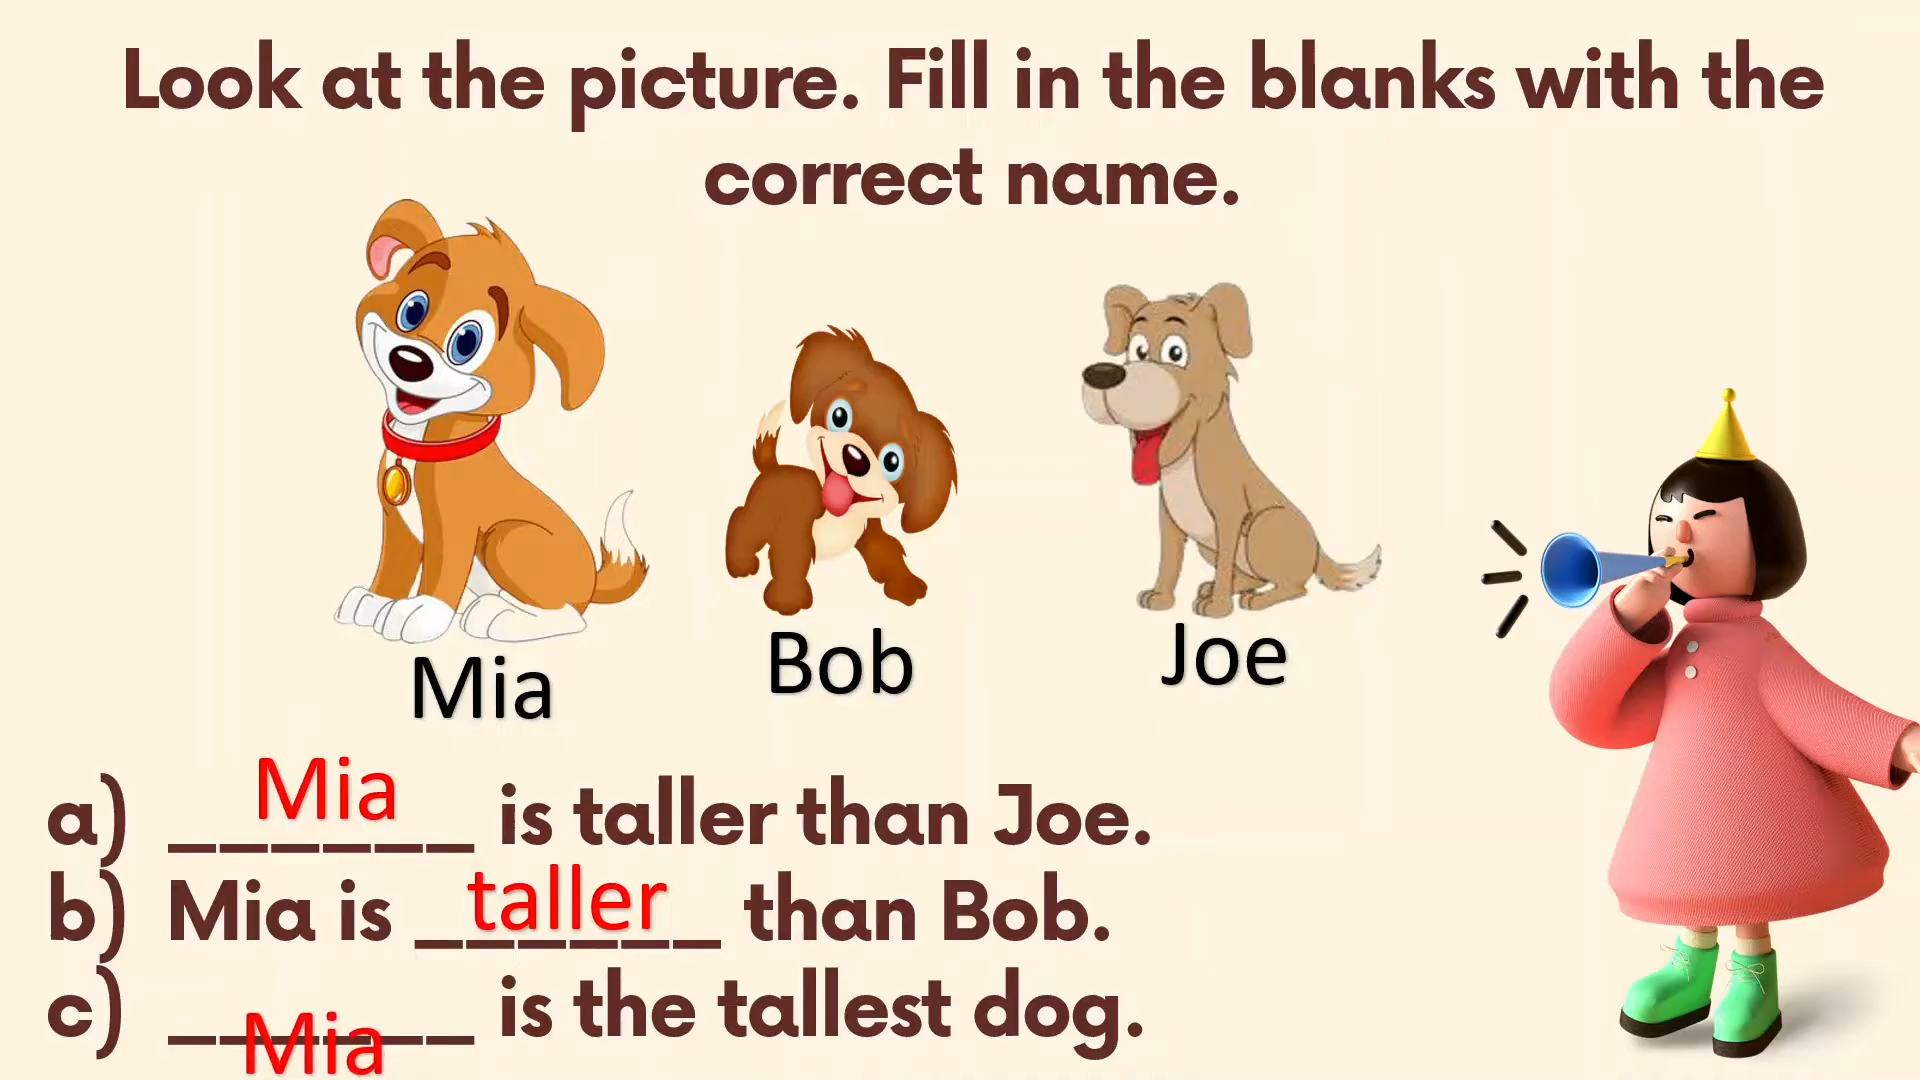 Look at the picture. Fill in the blanks with the
correct name.
Mia
Bob
Joe
a) Mia is taller than Joe.
b) Mia is taller than Bob.
c) Mia is the tallest dog.